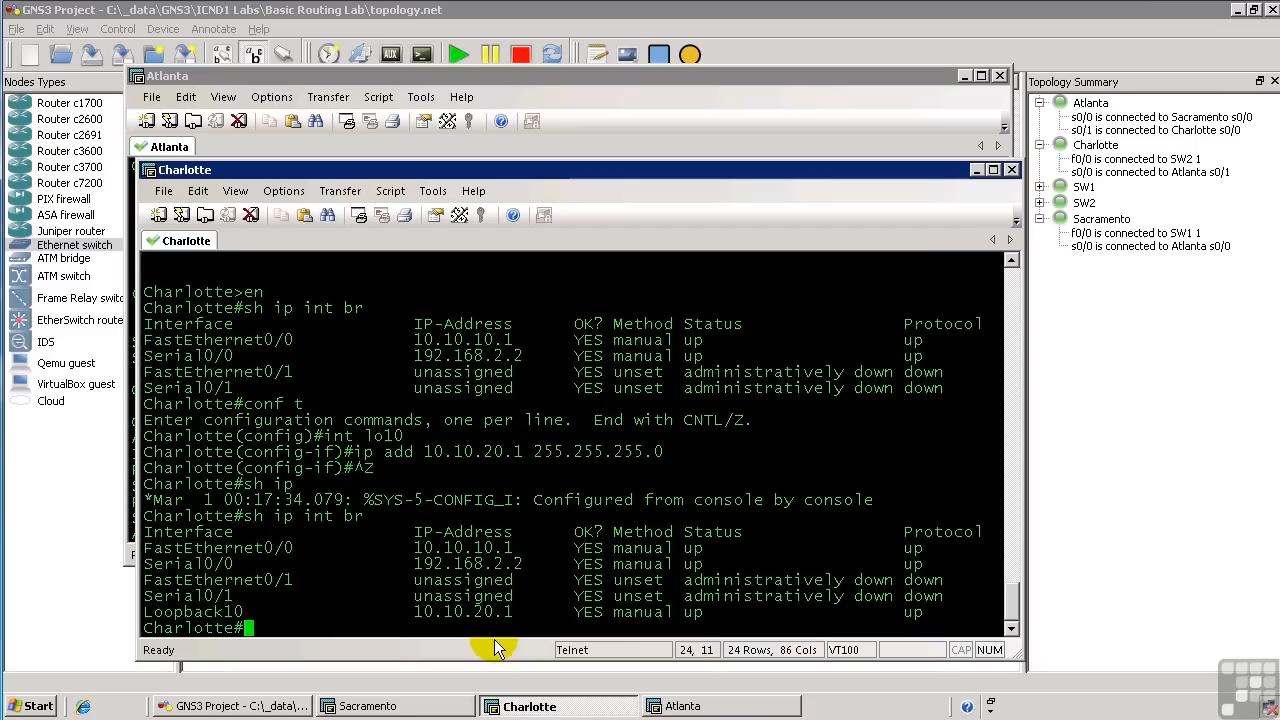 GNS3 Project - C:\_data\GNS3\ICND1 Labs\Basic Routing Lab\topology.net
File Edit View Control Device Annotate Help
AUX
Nodes Types
Router c1700
Router c2600
Router c2691
Router c3600
Router c3700
Router c7200
PIX firewall
ASA firewall
Juniper router
Ethernet switch
ATM bridge
ATM switch
Frame Relay switc
EtherSwitch route
IDS
Qemu guest
VirtualBox guest
Cloud
Atlanta
File Edit View Options Transfer Script Tools Help
Atlanta
Charlotte
File Edit View Options Transfer Script Tools Help
Charlotte
Charlotte>en
Charlotte#sh ip int br
Interface IP-Address OK? Method Status Protocol
FastEthernet0/0 10.10.10.1 YES manual up up
Serial0/0 192.168.2.2 YES manual up up
FastEthernet0/1 unassigned YES unset administratively down down
Serial0/1 unassigned YES unset administratively down down
Charlotte#conf t
Enter configuration commands, one per line. End with CNTL/Z.
Charlotte(config)#int lo10
Charlotte(config-if)#ip add 10.10.20.1 255.255.255.0
Charlotte(config-if)#^Z
Charlotte#sh ip
*Mar 1 00:17:34.079: %SYS-5-CONFIG_I: Configured from console by console
Charlotte#sh ip int br
Interface IP-Address OK? Method Status Protocol
FastEthernet0/0 10.10.10.1 YES manual up up
Serial0/0 192.168.2.2 YES manual up up
FastEthernet0/1 unassigned YES unset administratively down down
Serial0/1 unassigned YES unset administratively down down
Loopback10 10.10.20.1 YES manual up up
Charlotte#
Ready Telnet 24, 11 24 Rows, 86 Cols VT100 CAP NUM
Topology Summary
Atlanta
s0/0 is connected to Sacramento s0/0
s0/1 is connected to Charlotte s0/0
Charlotte
f0/0 is connected to SW2 1
s0/0 is connected to Atlanta s0/1
SW1
SW2
Sacramento
f0/0 is connected to SW1 1
s0/0 is connected to Atlanta s0/0
Start GNS3 Project - C:\_data\... Sacramento Charlotte Atlanta